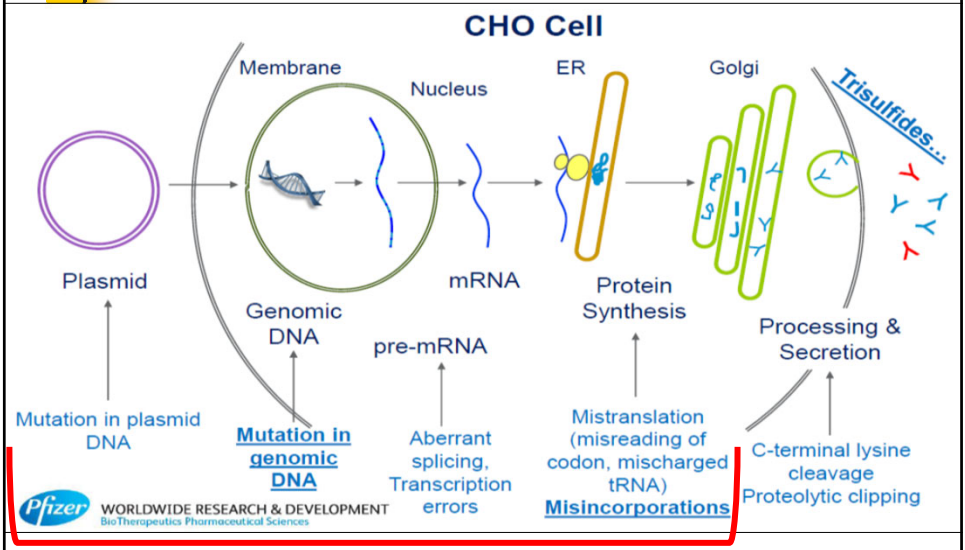 CHO Cell
Membrane
Nucleus
ER
Golgi
Trisulfides...
Plasmid
Genomic
DNA
pre-mRNA
mRNA
Protein
Synthesis
Processing &
Secretion
Mutation in plasmid
DNA
Mutation in
genomic
DNA
Aberrant
splicing,
Transcription
errors
Mistranslation
(misreading of
codon, mischarged
tRNA)
Misincorporations
C-terminal lysine
cleavage
Proteolytic clipping
Pfizer
WORLDWIDE RESEARCH & DEVELOPMENT
BioTherapeutics Pharmaceutical Sciences